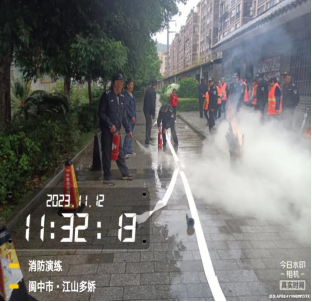 2023.11.12
11:32:13
消防演练
阆中市·江山多娇
今日水印
-相机-
真实时间